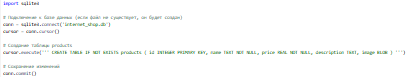 import sqlite3
# Подключение к базе данных (если файл не существует, он будет создан)
conn = sqlite3.connect('internet_shop.db')
cursor = conn.cursor()
# Создание таблицы products
cursor.execute(''' CREATE TABLE IF NOT EXISTS products ( id INTEGER PRIMARY KEY, name TEXT NOT NULL, price REAL NOT NULL, description TEXT, image BLOB ) ''')
# Сохранение изменений
conn.commit()